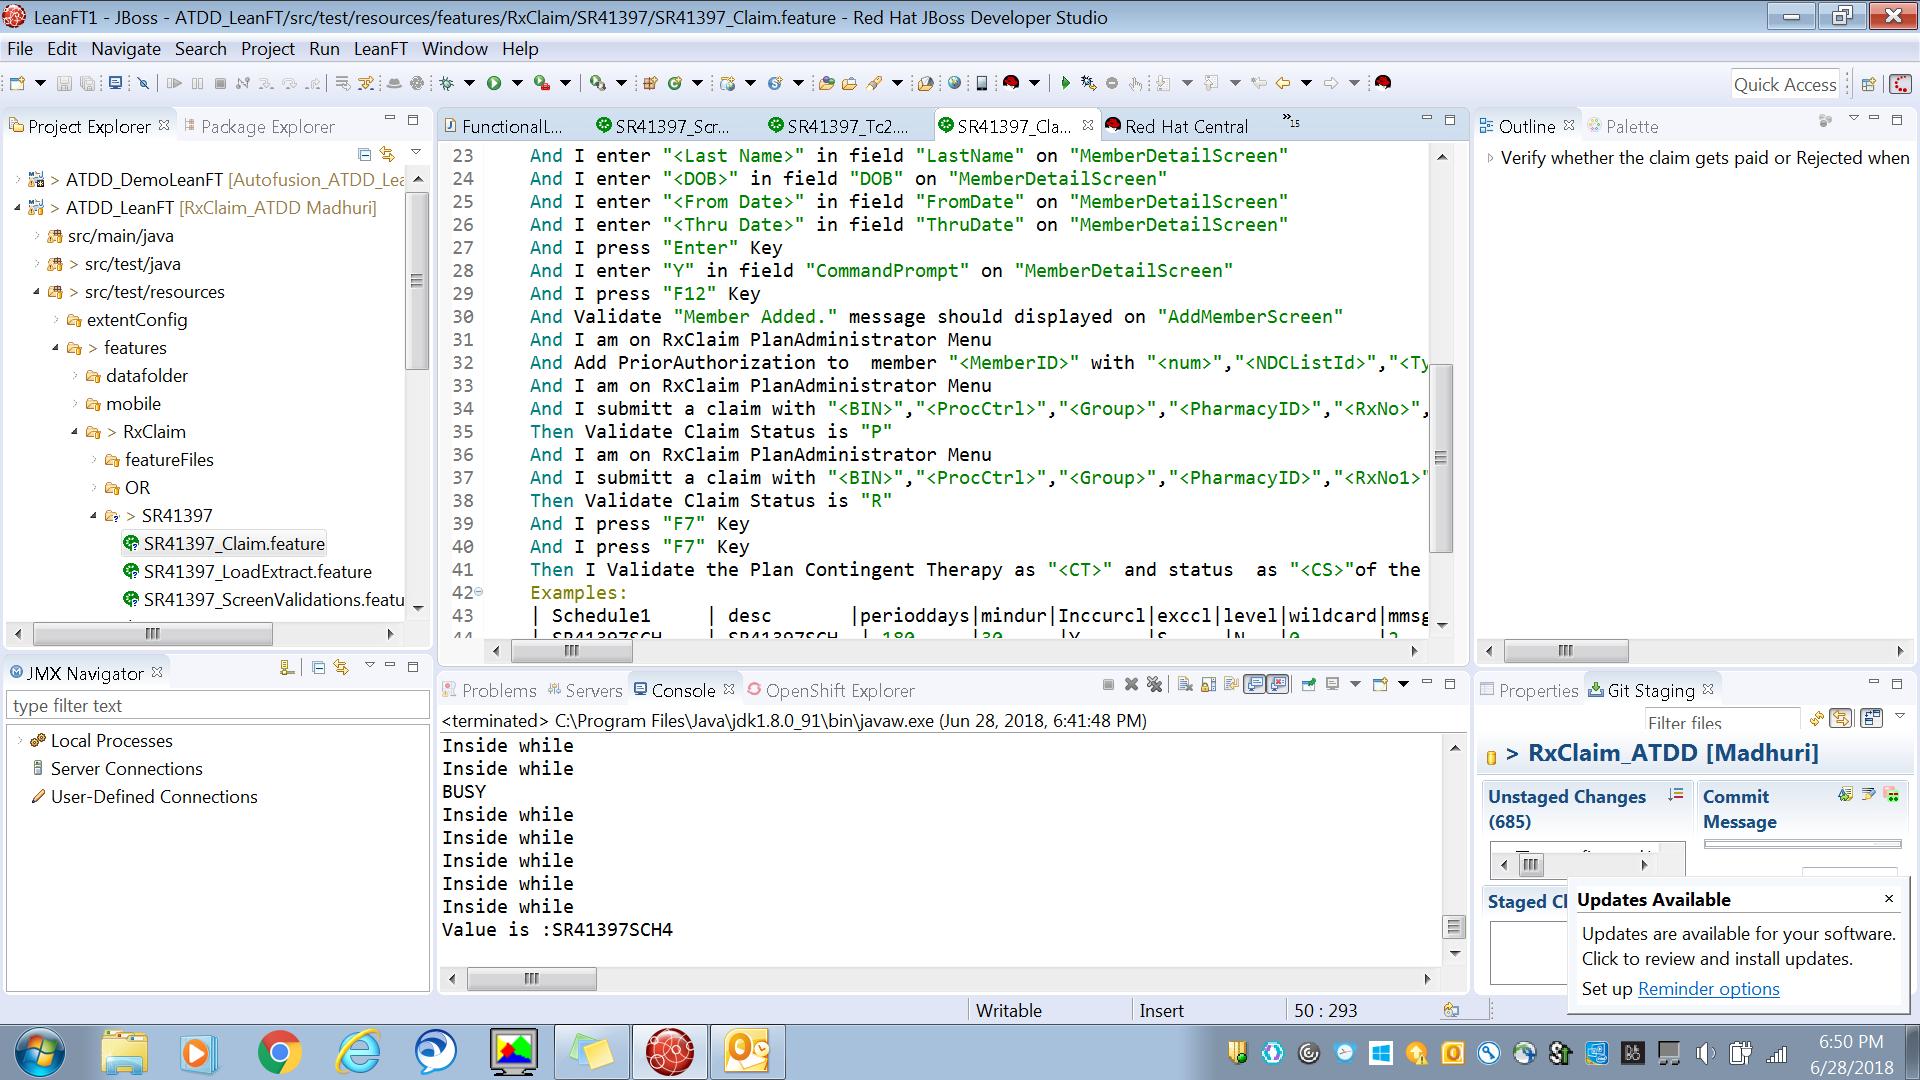 LeanFT1 - JBoss - ATDD_LeanFT/src/test/resources/features/RxClaim/SR41397/SR41397_Claim.feature - Red Hat JBoss Developer Studio
File Edit Navigate Search Project Run LeanFT Window Help
Quick Access
Project Explorer
Package Explorer
> ATDD_DemoLeanFT [Autofusion_ATDD_Lea
> ATDD_LeanFT [RxClaim_ATDD Madhuri]
src/main/java
> src/test/java
> src/test/resources
extentConfig
> features
datafolder
mobile
> RxClaim
featureFiles
OR
> SR41397
SR41397_Claim.feature
SR41397_LoadExtract.feature
SR41397_ScreenValidations.featu
FunctionalL...
SR41397_Scr...
SR41397_Tc2....
SR41397_Cla...
Red Hat Central
»15
23 And I enter "<Last Name>" in field "LastName" on "MemberDetailScreen"
24 And I enter "<DOB>" in field "DOB" on "MemberDetailScreen"
25 And I enter "<From Date>" in field "FromDate" on "MemberDetailScreen"
26 And I enter "<Thru Date>" in field "ThruDate" on "MemberDetailScreen"
27 And I press "Enter" Key
28 And I enter "Y" in field "CommandPrompt" on "MemberDetailScreen"
29 And I press "F12" Key
30 And Validate "Member Added." message should displayed on "AddMemberScreen"
31 And I am on RxClaim PlanAdministrator Menu
32 And Add PriorAuthorization to  member "<MemberID>" with "<num>","<NDCListId>","<Ty
33 And I am on RxClaim PlanAdministrator Menu
34 And I submitt a claim with "<BIN>","<ProcCtrl>","<Group>","<PharmacyID>","<RxNo>",
35 Then Validate Claim Status is "P"
36 And I am on RxClaim PlanAdministrator Menu
37 And I submitt a claim with "<BIN>","<ProcCtrl>","<Group>","<PharmacyID>","<RxNo1>"
38 Then Validate Claim Status is "R"
39 And I press "F7" Key
40 And I press "F7" Key
41 Then I Validate the Plan Contingent Therapy as "<CT>" and status  as "<CS>"of the
42 Examples:
43 | Schedule1 | desc |perioddays|mindur|Inccurcl|exccl|level|wildcard|mmsg
44 | SR41397SCH | SR41397SCH | 180 |30 |Y |S |N |0 |2
Outline
Palette
Verify whether the claim gets paid or Rejected when
JMX Navigator
type filter text
Local Processes
Server Connections
User-Defined Connections
Problems
Servers
Console
OpenShift Explorer
<terminated> C:\Program Files\Java\jdk1.8.0_91\bin\javaw.exe (Jun 28, 2018, 6:41:48 PM)
Inside while
Inside while
BUSY
Inside while
Inside while
Inside while
Inside while
Inside while
Value is :SR41397SCH4
Properties
Git Staging
Filter files
> RxClaim_ATDD [Madhuri]
Unstaged Changes (685)
Commit Message
Staged Cl
Updates Available
Updates are available for your software.
Click to review and install updates.
Set up Reminder options
Writable
Insert
50 : 293
6:50 PM
6/28/2018